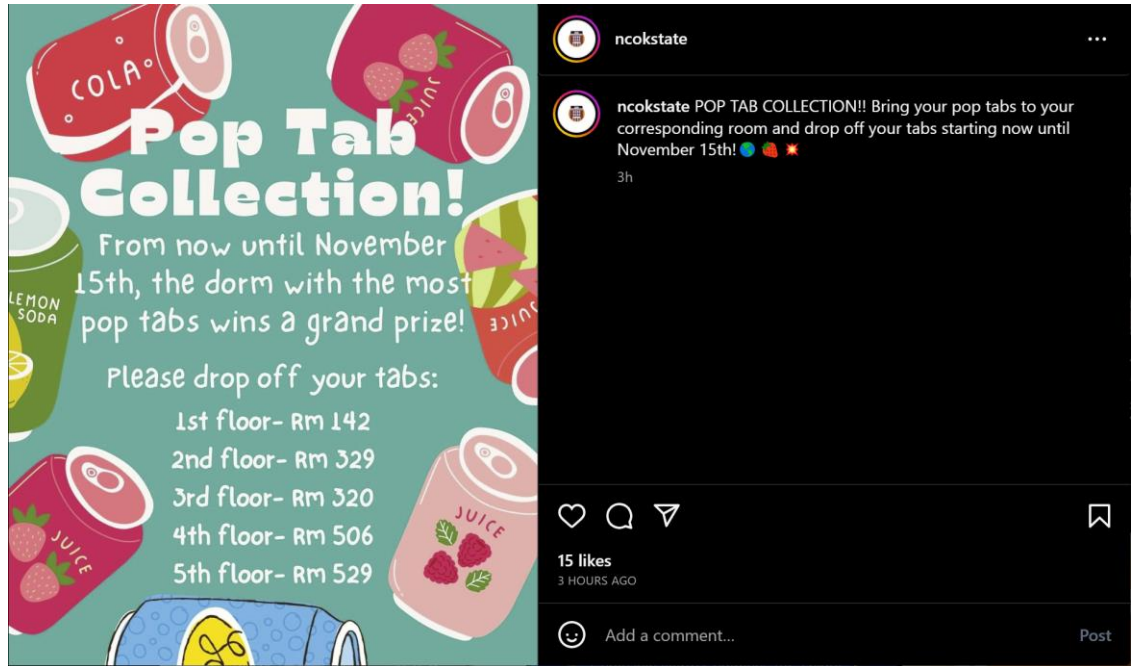 COLA
JUICE
Pop Tab
Collection!
From now until November
15th, the dorm with the most
pop tabs wins a grand prize!
LEMON
SODA
JUICE
Please drop off your tabs:
1st floor- Rm 142
2nd floor- Rm 329
3rd floor- Rm 320
4th floor- Rm 506
5th floor- Rm 529
JUICE
JUICE
ncokstate
ncokstate POP TAB COLLECTION!! Bring your pop tabs to your
corresponding room and drop off your tabs starting now until
November 15th!🌎 🍓 💥
3h
15 likes
3 HOURS AGO
Add a comment...
Post